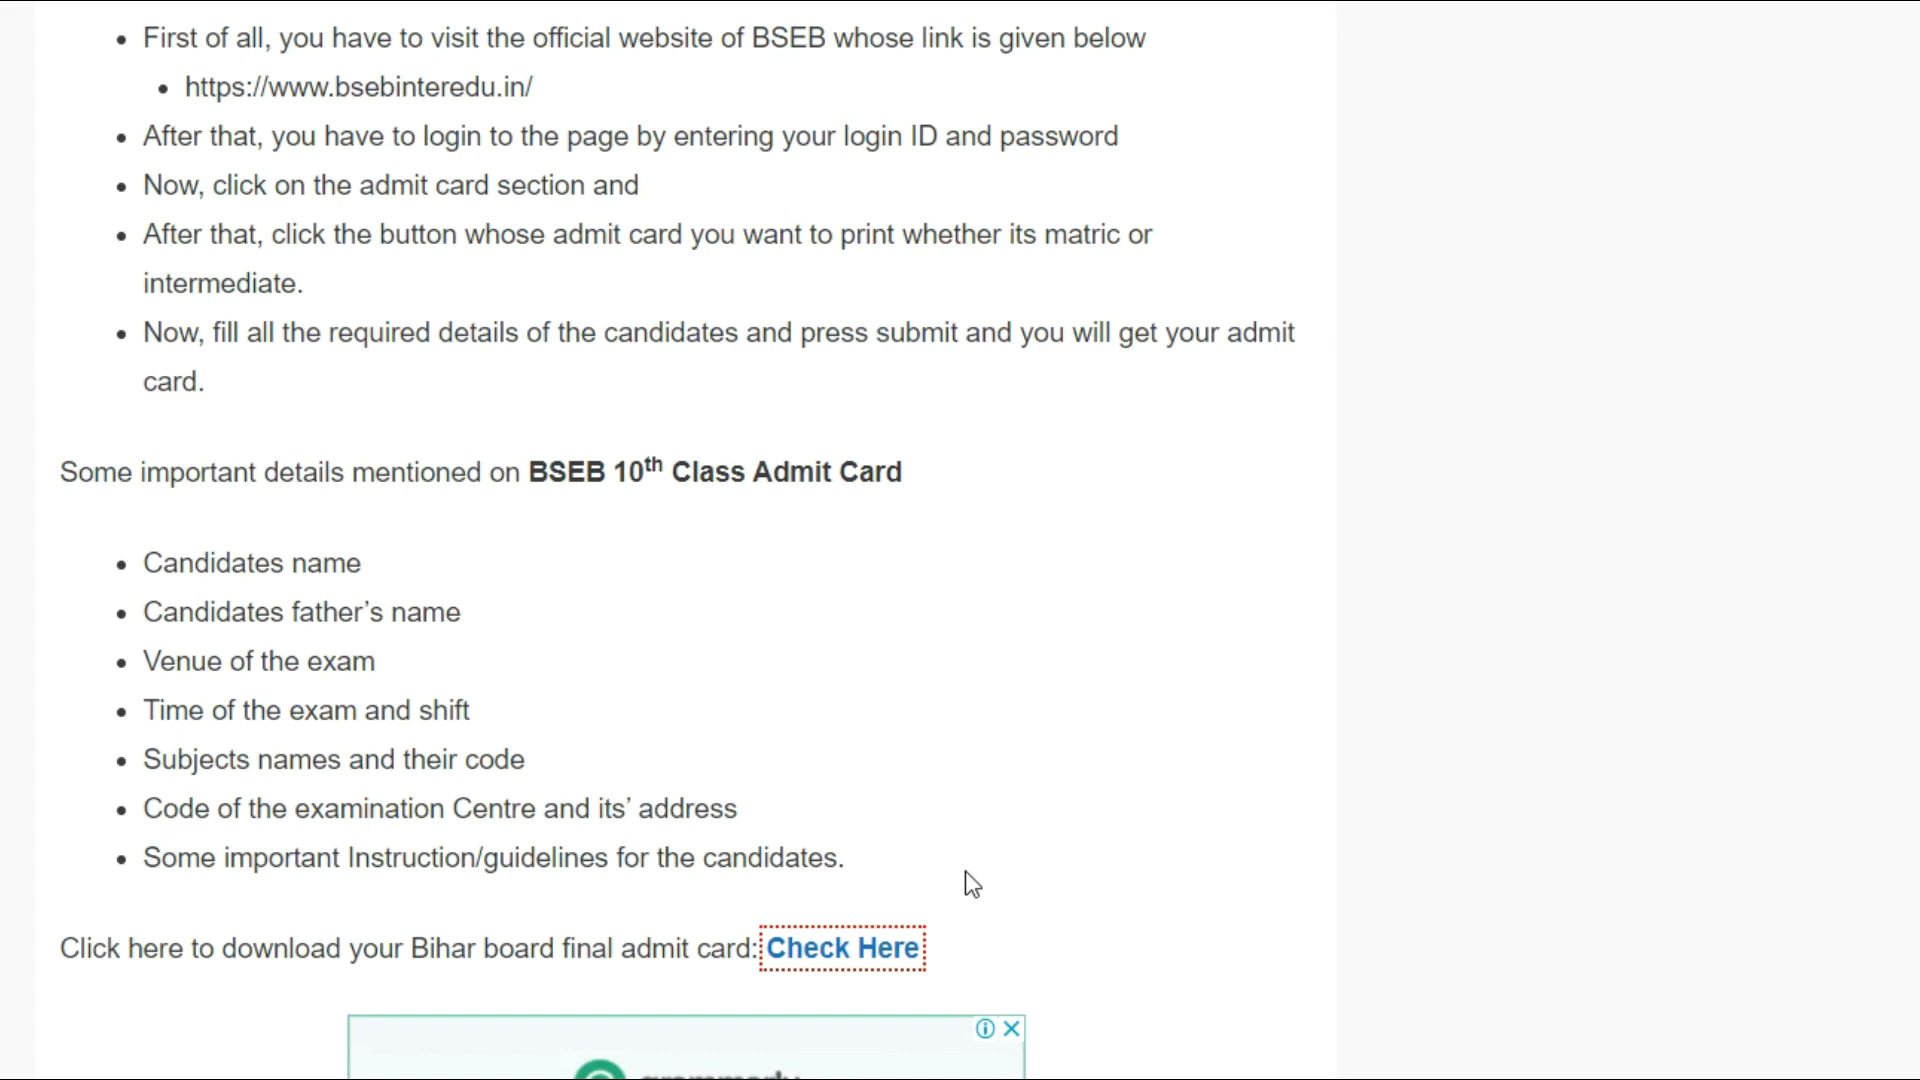 First of all, you have to visit the official website of BSEB whose link is given below
https://www.bsebinteredu.in/
After that, you have to login to the page by entering your login ID and password
Now, click on the admit card section and
After that, click the button whose admit card you want to print whether its matric or
intermediate.
Now, fill all the required details of the candidates and press submit and you will get your admit
card.
Some important details mentioned on BSEB 10th Class Admit Card
Candidates name
Candidates father’s name
Venue of the exam
Time of the exam and shift
Subjects names and their code
Code of the examination Centre and its’ address
Some important Instruction/guidelines for the candidates.
Click here to download your Bihar board final admit card: Check Here